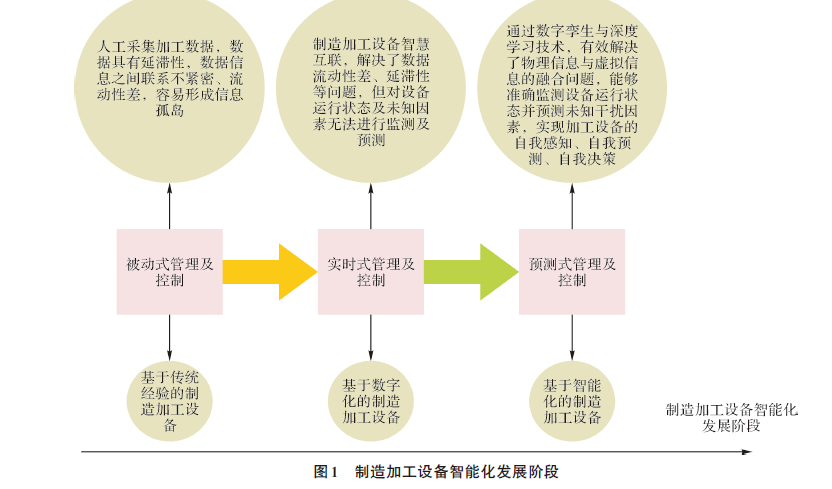 人工采集加工数据，数
据具有延滞性，数据信
息之间联系不紧密、流
动性差，容易形成信息
孤岛
制造加工设备智慧
互联，解决了数据
流动性差、延滞性
等问题，但对设备
运行状态及未知因
素无法进行监测及
预测
通过数字孪生与深度
学习技术，有效解决
了物理信息与虚拟信
息的融合问题，能够
准确监测设备运行状
态并预测未知干扰因
素，实现加工设备的
自我感知、自我预
测、自我决策
被动式管理及
控制
实时式管理及
控制
预测式管理及
控制
基于传统
经验的制
造加工设
备
基于数字
化的制造
加工设备
基于智能
化的制造
加工设备
制造加工设备智能化
发展阶段
图1 制造加工设备智能化发展阶段